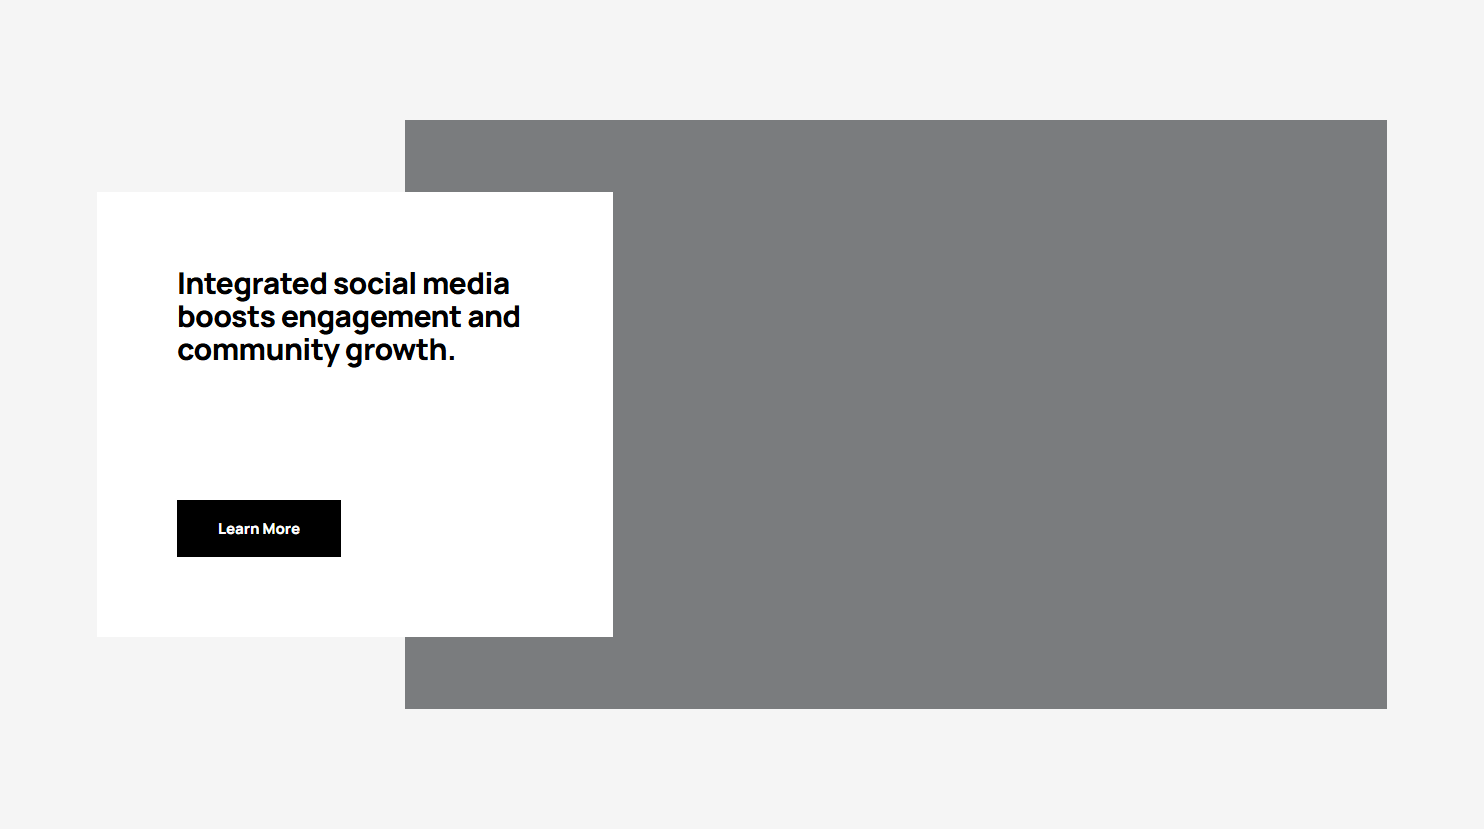 Integrated social media
boosts engagement and
community growth.
Learn More